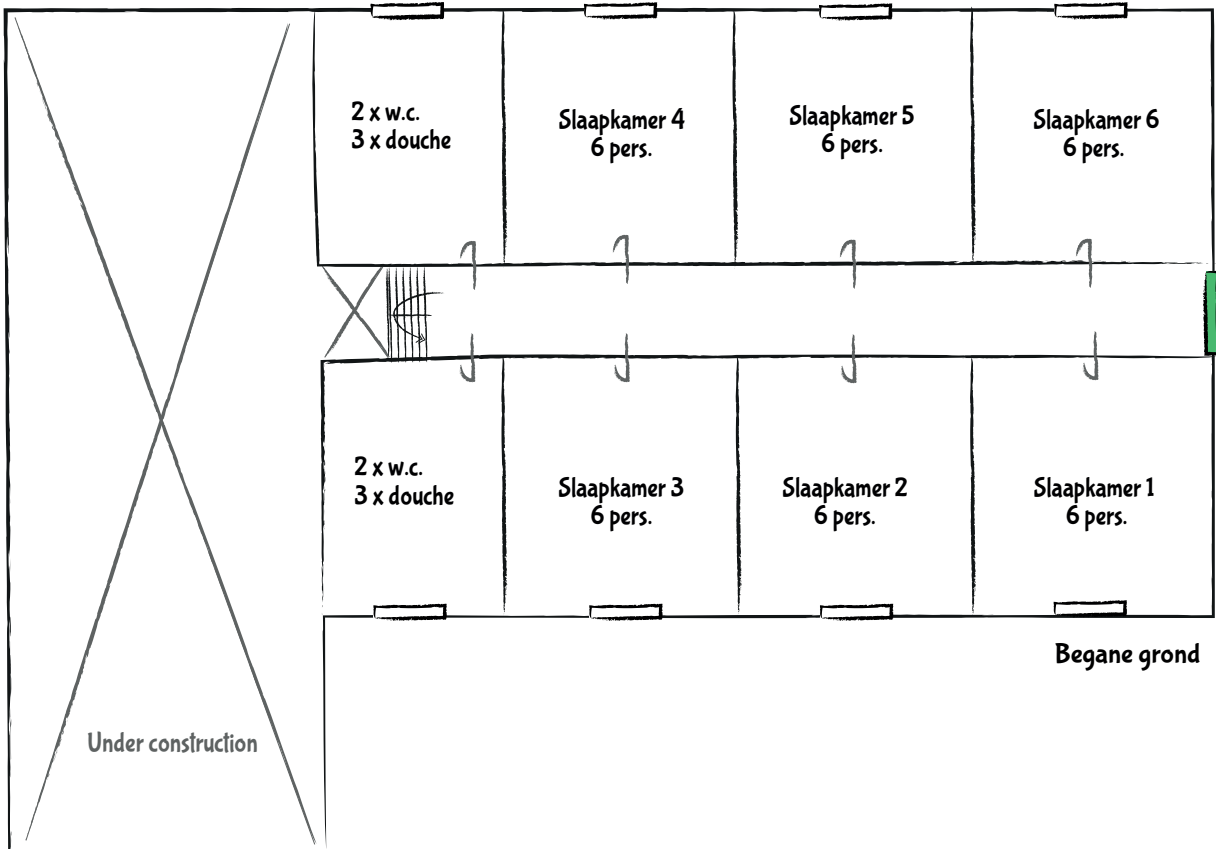 2 x w.c.
3 x douche
Slaapkamer 4
6 pers.
Slaapkamer 5
6 pers.
Slaapkamer 6
6 pers.
2 x w.c.
3 x douche
Slaapkamer 3
6 pers.
Slaapkamer 2
6 pers.
Slaapkamer 1
6 pers.
Begane grond
Under construction